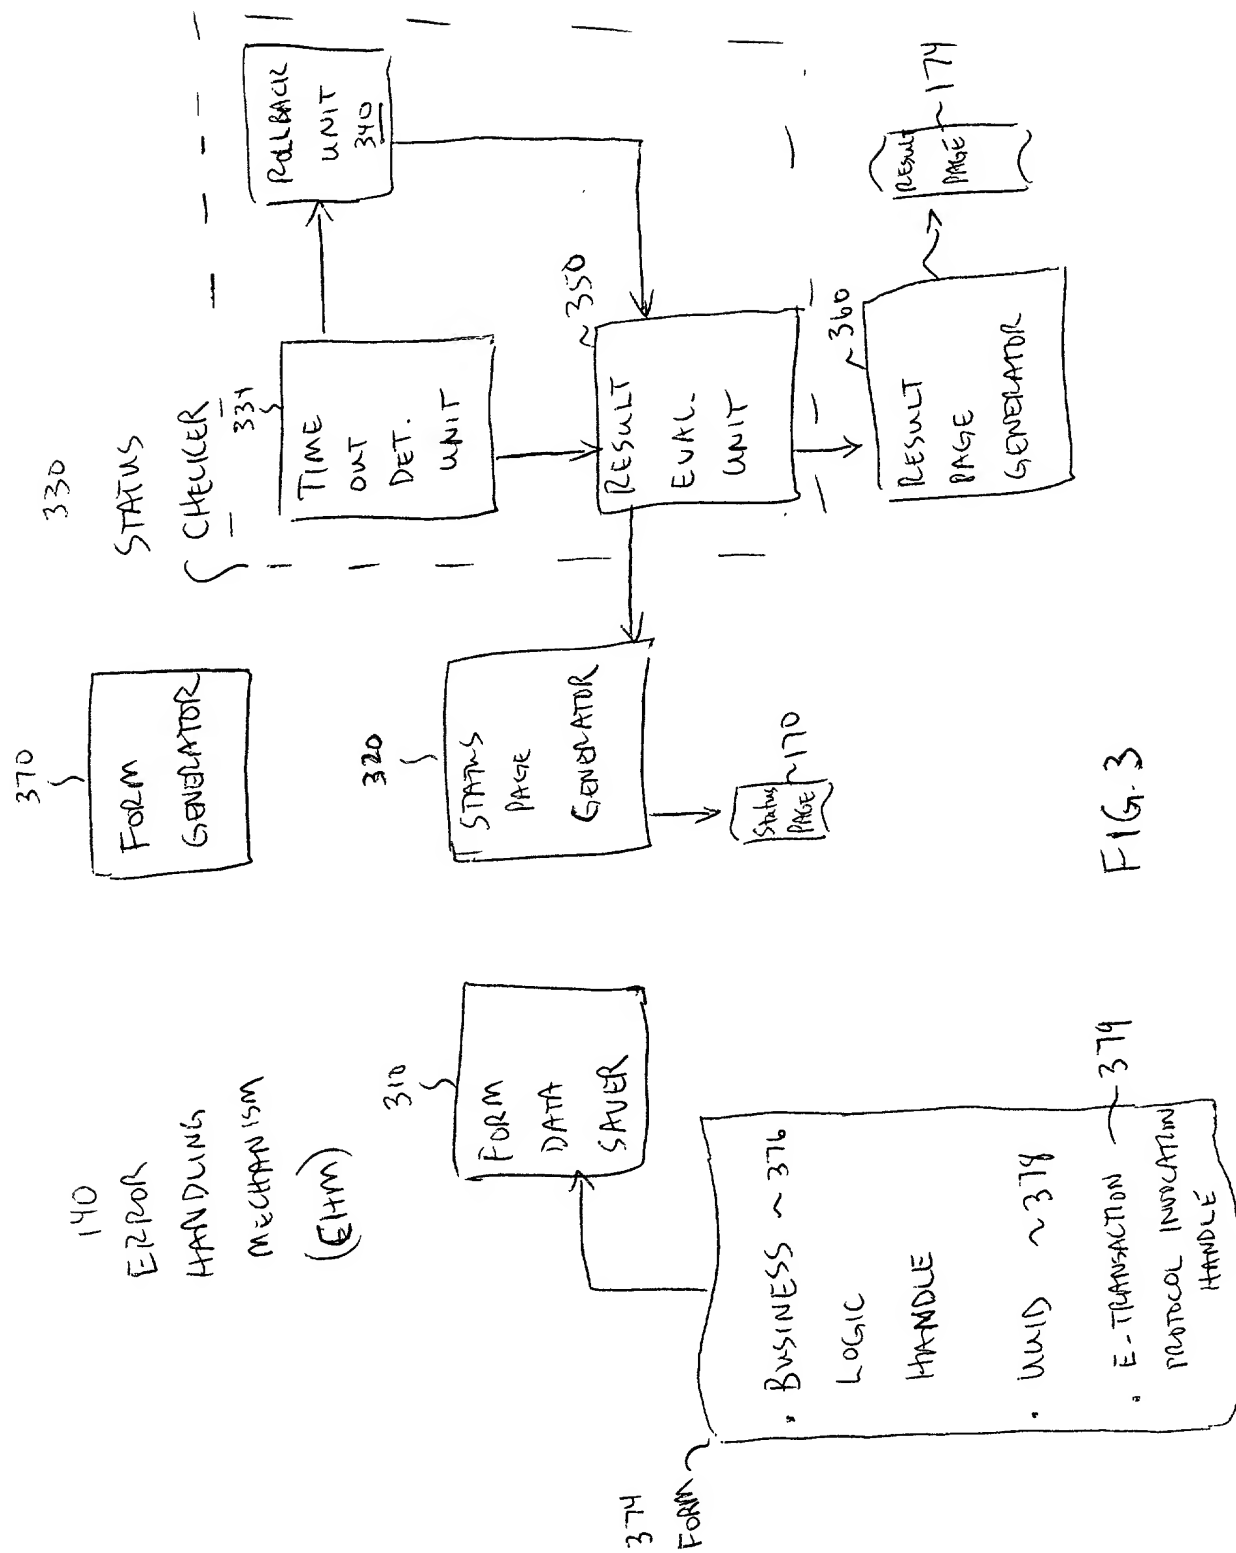 140
ERROR
HANDLING
MECHANISM
(EHM)
370
FORM
GENERATOR
330
STATUS
CHECKER
334
TIME
OUT
DET.
UNIT
ROLLBACK
UNIT
340
310
FORM
DATA
SAVER
320
STATUS
PAGE
GENERATOR
350
RESULT
EVAL.
UNIT
Status
PAGE
170
360
RESULT
PAGE
GENERATOR
Result
PAGE
174
374
FORM
• BUSINESS ~ 376
LOGIC
HANDLE
• UUID ~ 378
• E-TRANSACTION 379
PROTOCOL INVOCATION
HANDLE
FIG. 3